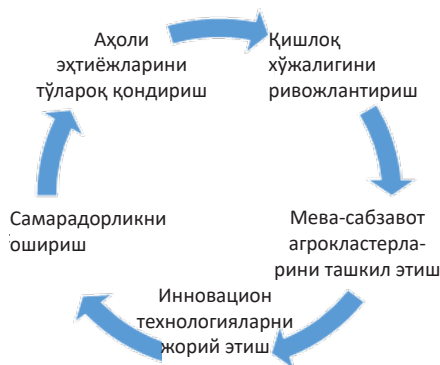 Аҳоли
эҳтиёжларини
тўлароқ қондириш
Қишлоқ
хўжалигини
ривожлантириш
Мева-сабзавот
агрокластерла-
рини ташкил этиш
Инновацион
технологияларни
жорий этиш
Самарадорликни
ошириш